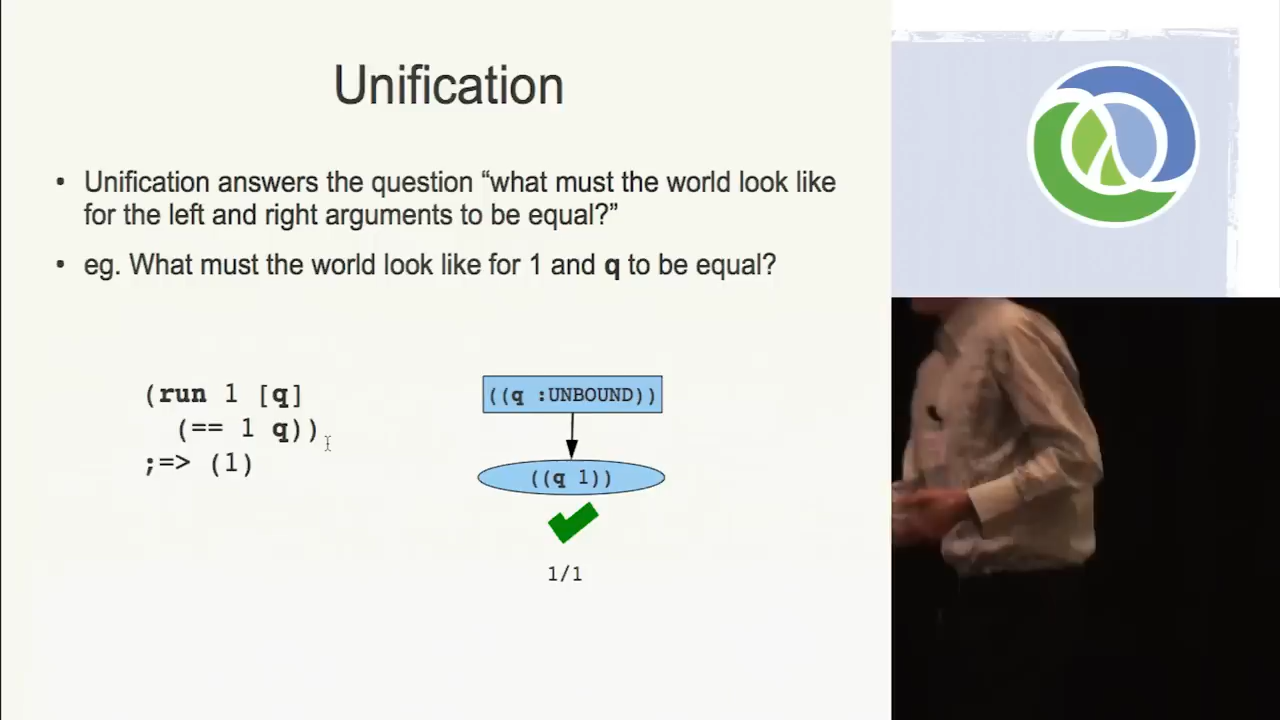 Unification
• Unification answers the question “what must the world look like
for the left and right arguments to be equal?”
• eg. What must the world look like for 1 and q to be equal?
(run 1 [q]
(== 1 q))
;=> (1)
((q :UNBOUND))
((q 1))
1/1